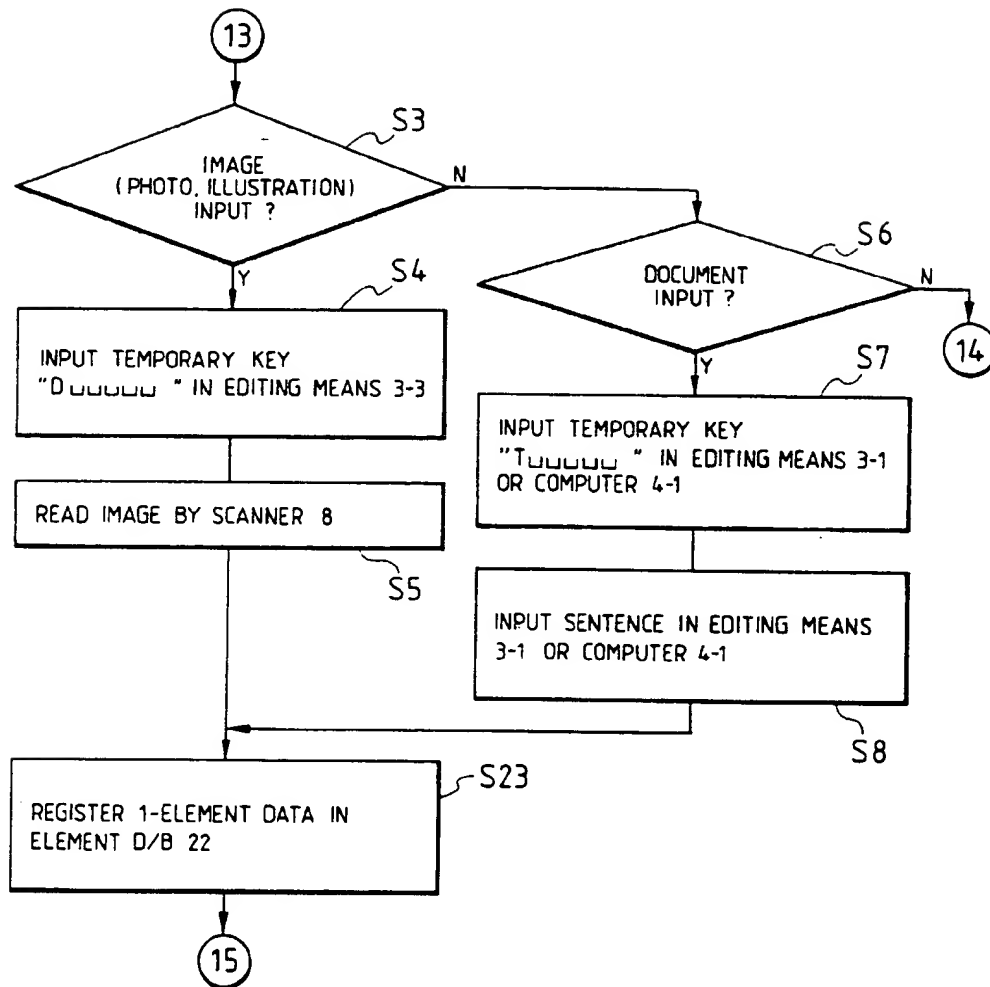 13
S3
IMAGE
(PHOTO, ILLUSTRATION)
INPUT ?
N
Y
S6
DOCUMENT
INPUT ?
N
14
Y
S4
INPUT TEMPORARY KEY
"D␣␣␣␣␣ " IN EDITING MEANS 3-3
S7
INPUT TEMPORARY KEY
"T␣␣␣␣␣ " IN EDITING MEANS 3-1
OR COMPUTER 4-1
READ IMAGE BY SCANNER 8
S5
INPUT SENTENCE IN EDITING MEANS
3-1 OR COMPUTER 4-1
S8
S23
REGISTER 1-ELEMENT DATA IN
ELEMENT D/B 22
15